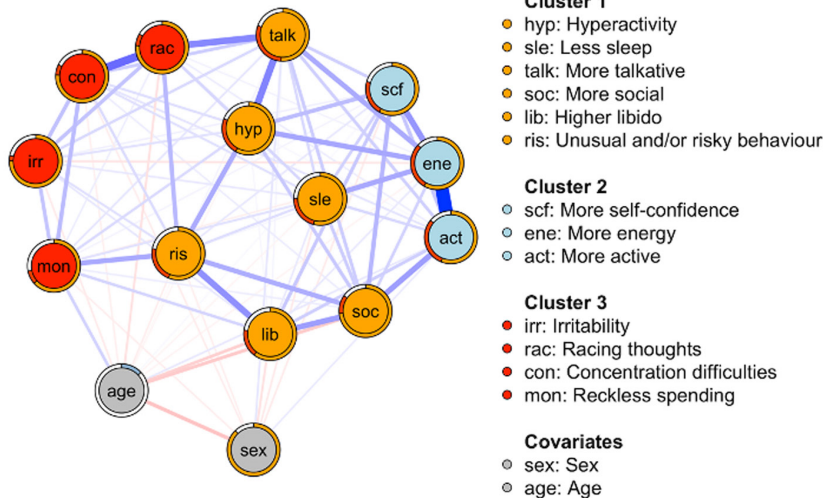 talk
rac
con
scf
hyp
irr
ene
sle
act
ris
mon
soc
lib
age
sex
Cluster 1
hyp: Hyperactivity
sle: Less sleep
talk: More talkative
soc: More social
lib: Higher libido
ris: Unusual and/or risky behaviour
Cluster 2
scf: More self-confidence
ene: More energy
act: More active
Cluster 3
irr: Irritability
rac: Racing thoughts
con: Concentration difficulties
mon: Reckless spending
Covariates
sex: Sex
age: Age